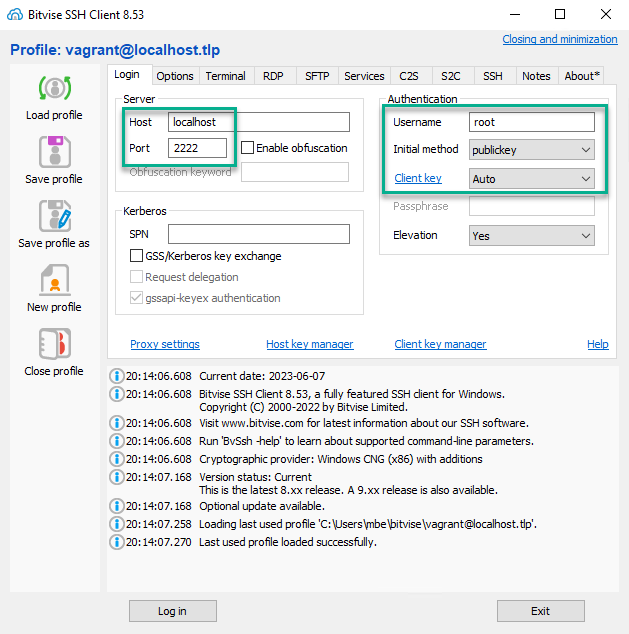 Bitvise SSH Client 8.53
Closing and minimization
Profile: vagrant@localhost.tlp
Load profile
Save profile
Save profile as
New profile
Close profile
Login Options Terminal RDP SFTP Services C2S S2C SSH Notes About*
Server
Host localhost
Port 2222 Enable obfuscation
Obfuscation keyword
Kerberos
SPN
GSS/Kerberos key exchange
Request delegation
gssapi-keyex authentication
Authentication
Username root
Initial method publickey
Client key Auto
Passphrase
Elevation Yes
Proxy settings Host key manager Client key manager Help
20:14:06.608 Current date: 2023-06-07
20:14:06.608 Bitvise SSH Client 8.53, a fully featured SSH client for Windows.
Copyright (C) 2000-2022 by Bitvise Limited.
20:14:06.608 Visit www.bitvise.com for latest information about our SSH software.
20:14:06.608 Run 'BvSsh -help' to learn about supported command-line parameters.
20:14:06.608 Cryptographic provider: Windows CNG (x86) with additions
20:14:07.168 Version status: Current
This is the latest 8.xx release. A 9.xx release is also available.
20:14:07.168 Optional update available.
20:14:07.258 Loading last used profile 'C:\Users\mbe\bitvise\vagrant@localhost.tlp'.
20:14:07.270 Last used profile loaded successfully.
Log in Exit